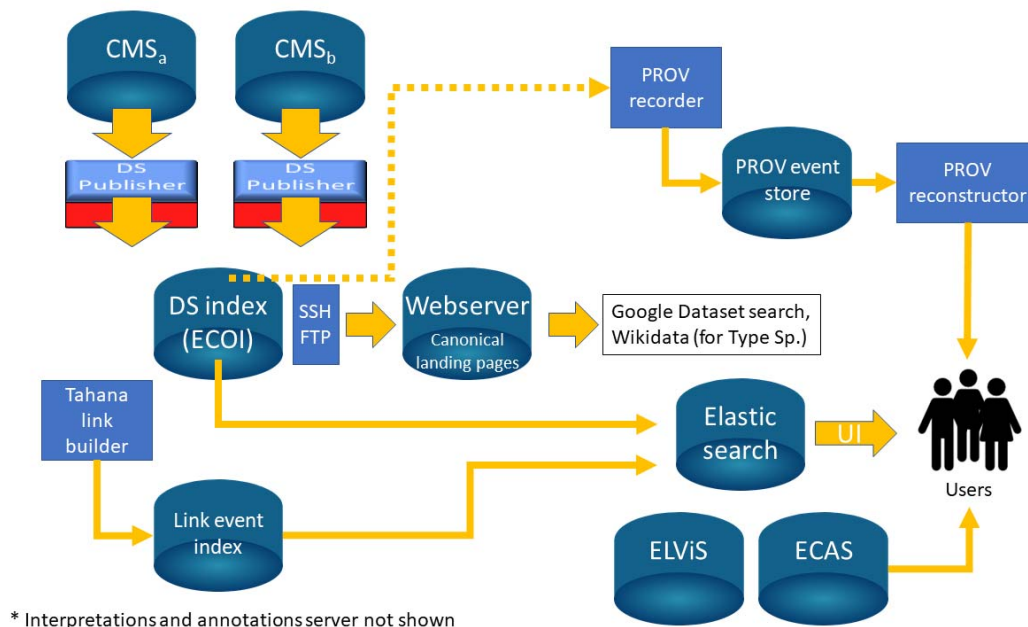 CMSa
CMSb
PROV
recorder
DS
Publisher
DS
Publisher
PROV event
store
PROV
reconstructor
DS index
(ECOI)
SSH
FTP
Webserver
Canonical
landing pages
Google Dataset search,
Wikidata (for Type Sp.)
Tahana
link
builder
Elastic
search
UI
Users
Link event
index
ELViS
ECAS
* Interpretations and annotations server not shown